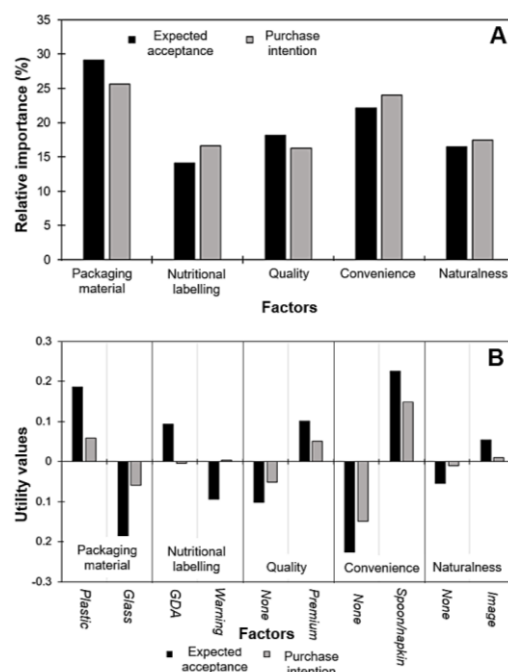 A
Expected acceptance
Purchase intention
Relative importance (%)
35
30
25
20
15
10
5
0
Packaging material
Nutritional labelling
Quality
Convenience
Naturalness
Factors
B
Utility values
0.3
0.2
0.1
0
0.1
0.2
-0.3
Packaging material
Nutritional labelling
Quality
Convenience
Naturalness
Plastic
Glass
GDA
Warning
None
Premium
None
Spoon/napkin
None
Image
Factors
Expected acceptance
Purchase intention